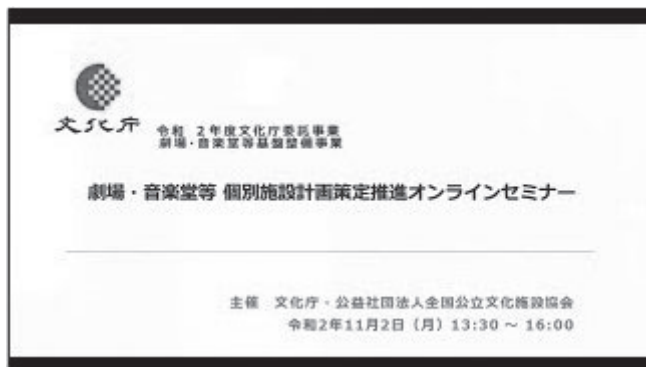 文化庁
令和 2年度文化庁委託事業
劇場・音楽堂等基盤整備事業
劇場・音楽堂等 個別施設計画策定推進オンラインセミナー
主催 文化庁・公益社団法人全国公立文化施設協会
令和2年11月2日（月）13:30 ～ 16:00